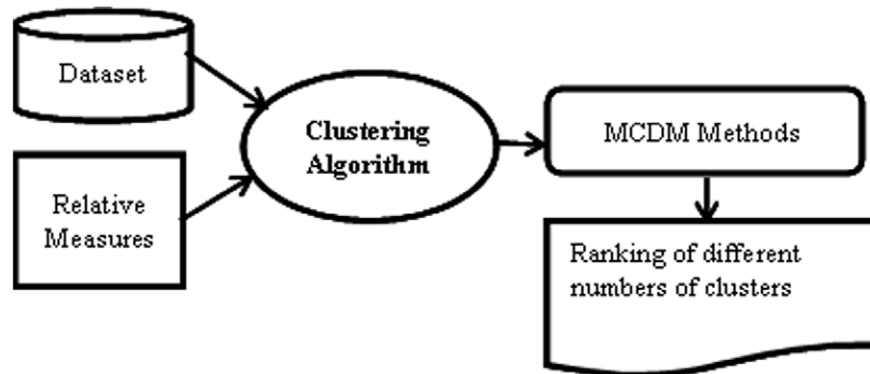 Dataset
Relative
Measures
Clustering
Algorithm
MCDM Methods
Ranking of different
numbers of clusters